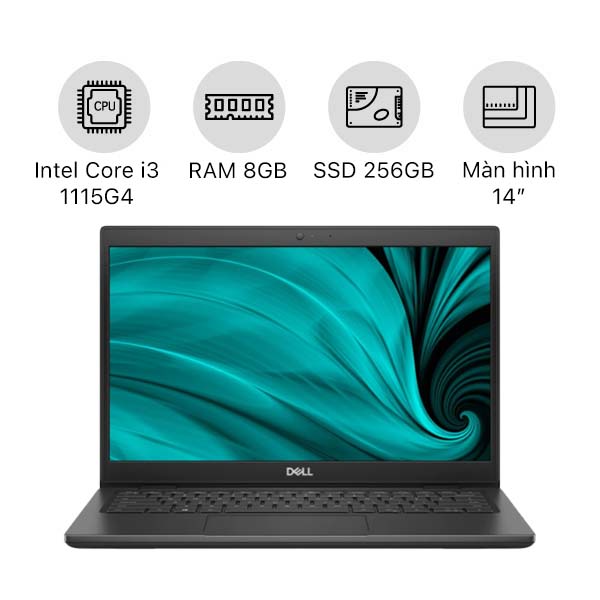 CPU
Intel Core i3
1115G4
RAM 8GB
SSD 256GB
Màn hình
14”
DELL